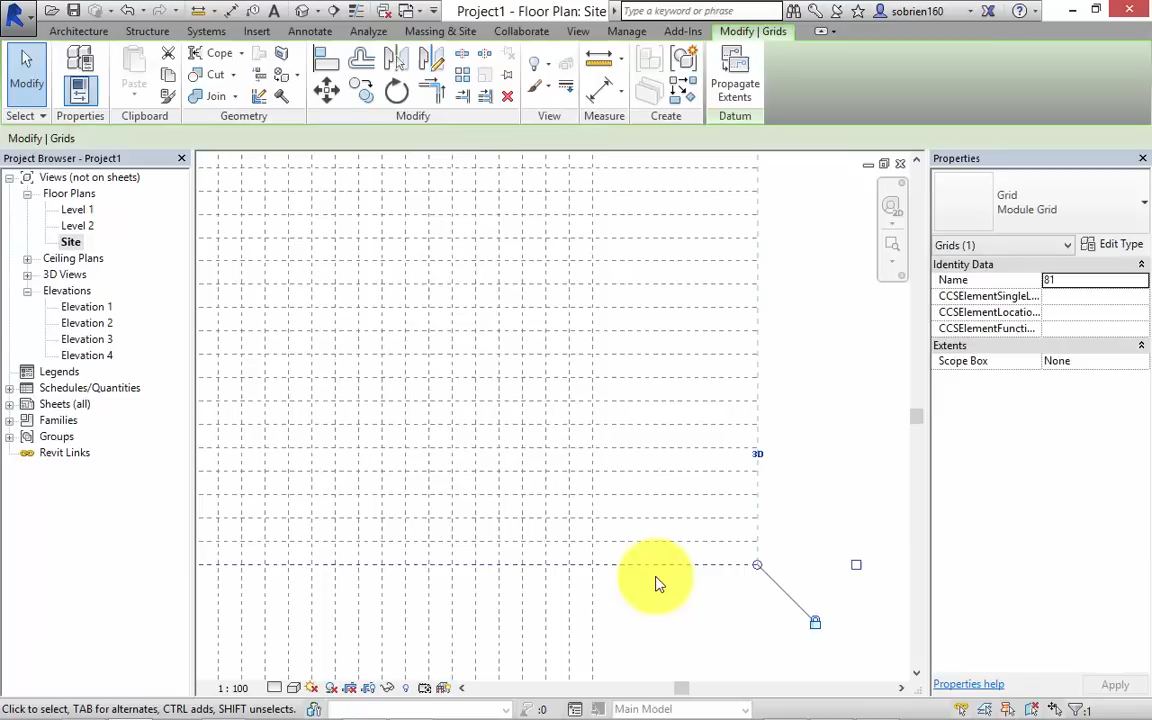 Project1 - Floor Plan: Site
Type a keyword or phrase
sobrien160
Architecture Structure Systems Insert Annotate Analyze Massing & Site Collaborate View Manage Add-Ins Modify | Grids
Modify
Paste
Cope
Cut
Join
Propagate
Extents
Select Properties Clipboard Geometry Modify View Measure Create Datum
Modify | Grids
Project Browser - Project1
Views (not on sheets)
Floor Plans
Level 1
Level 2
Site
Ceiling Plans
3D Views
Elevations
Elevation 1
Elevation 2
Elevation 3
Elevation 4
Legends
Schedules/Quantities
Sheets (all)
Families
Groups
Revit Links
2D
3D
Properties
Grid
Module Grid
Grids (1)
Edit Type
Identity Data
Name 81
CCSElementSingleL...
CCSElementLocatio...
CCSElementFuncti...
Extents
Scope Box None
Properties help
Apply
1 : 100
Click to select, TAB for alternates, CTRL adds, SHIFT unselects.
:0
Main Model
:1